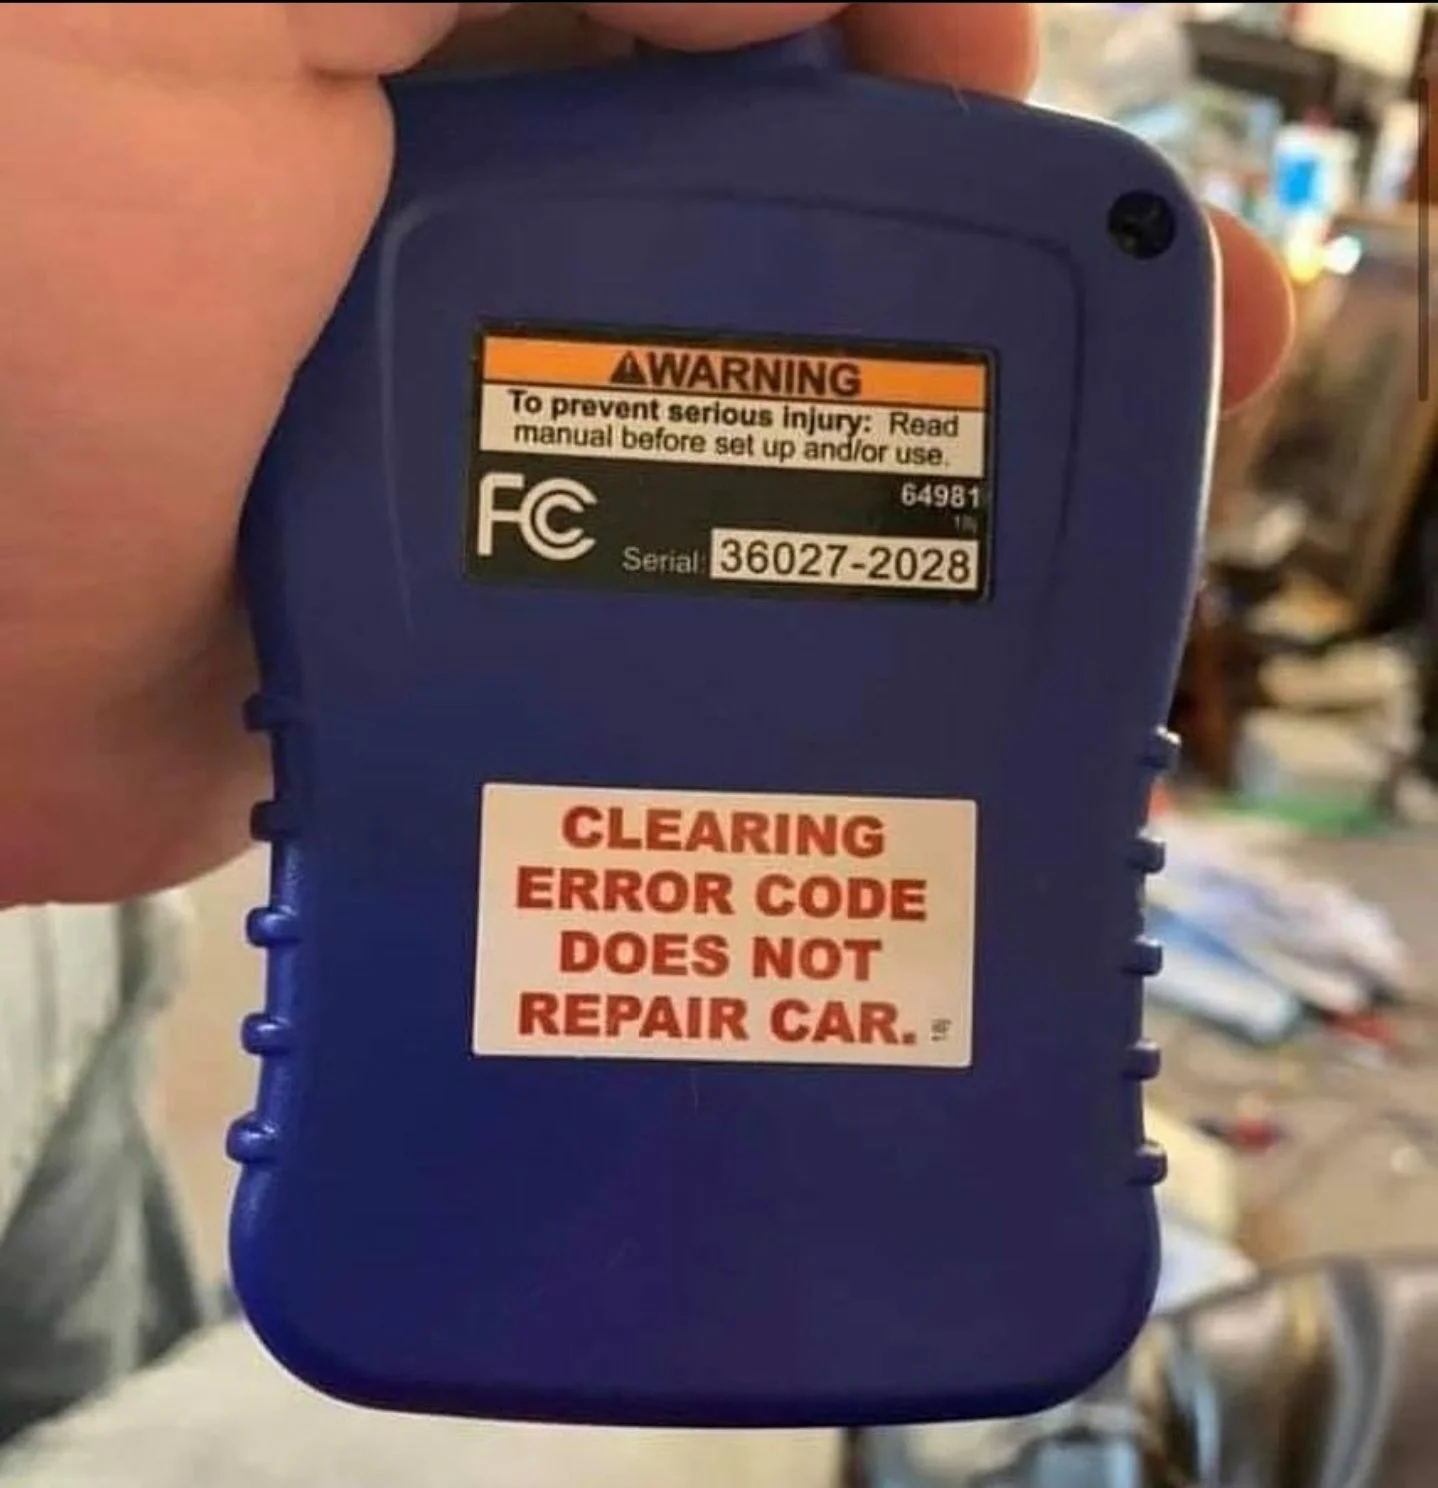 WARNING
To prevent serious injury: Read
manual before set up and/or use.
FC
64981
Serial: 36027-2028
CLEARING
ERROR CODE
DOES NOT
REPAIR CAR.